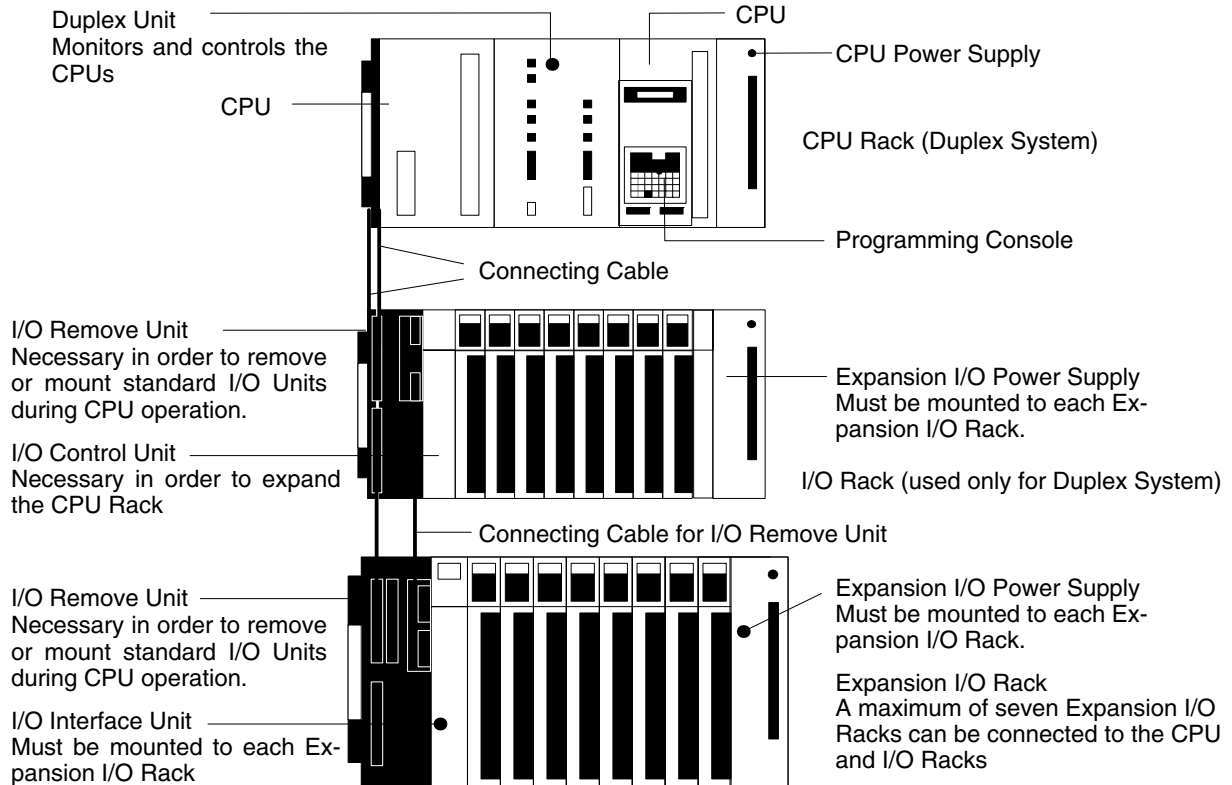 Duplex Unit
Monitors and controls the
CPUs
CPU
CPU
CPU Power Supply
CPU Rack (Duplex System)
Programming Console
Connecting Cable
I/O Remove Unit
Necessary in order to remove
or mount standard I/O Units
during CPU operation.
I/O Control Unit
Necessary in order to expand
the CPU Rack
Expansion I/O Power Supply
Must be mounted to each Ex-
pansion I/O Rack.
I/O Rack (used only for Duplex System)
Connecting Cable for I/O Remove Unit
I/O Remove Unit
Necessary in order to remove
or mount standard I/O Units
during CPU operation.
I/O Interface Unit
Must be mounted to each Ex-
pansion I/O Rack
Expansion I/O Power Supply
Must be mounted to each Ex-
pansion I/O Rack.
Expansion I/O Rack
A maximum of seven Expansion I/O
Racks can be connected to the CPU
and I/O Racks